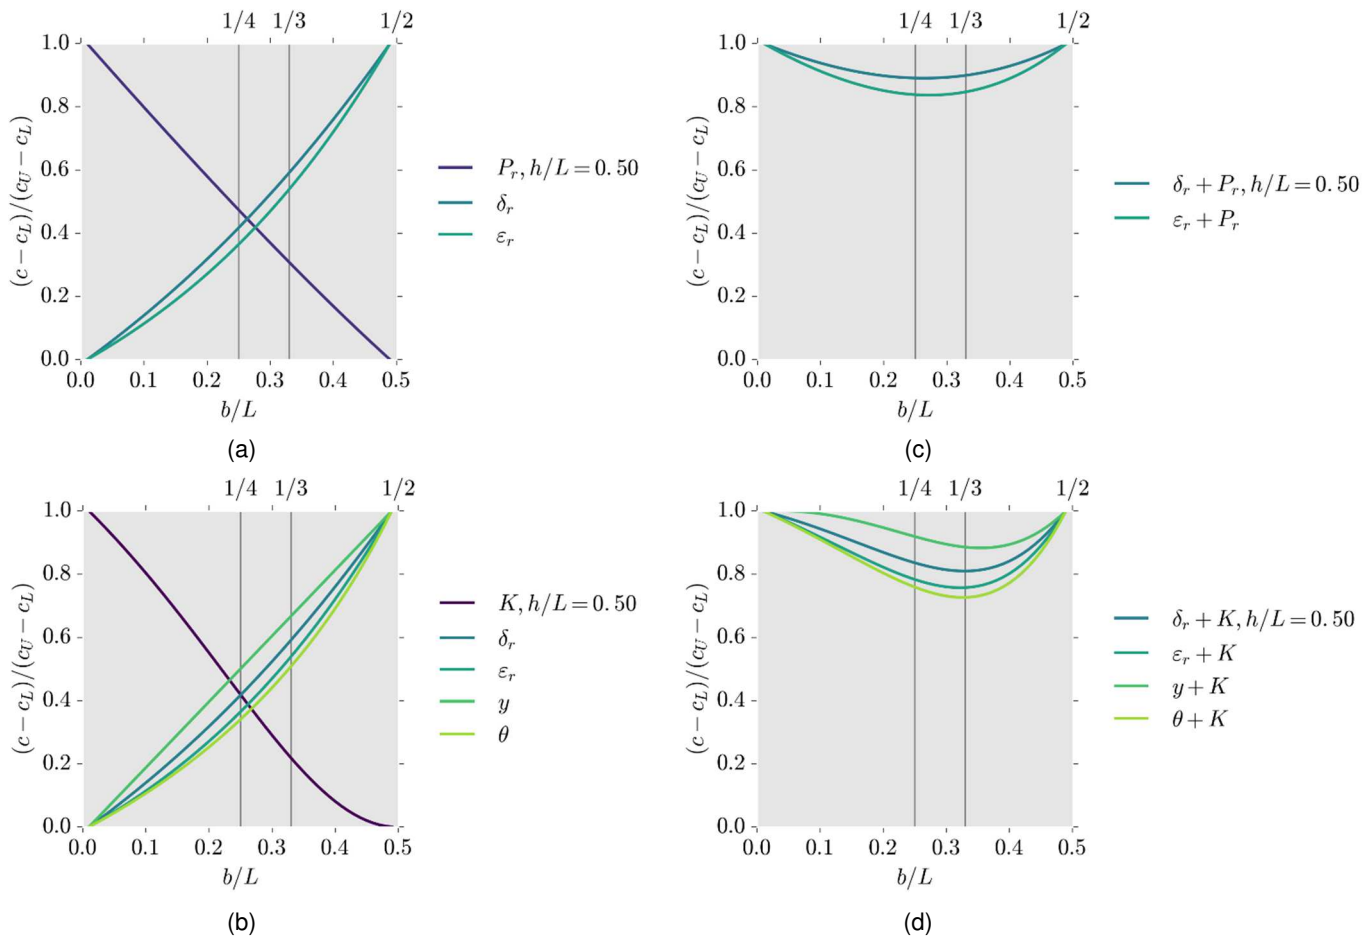 1/4 1/3 1/2
1.0
0.8
0.6
0.4
0.2
0.0
(c − c_L)/(c_U − c_L)
0.0 0.1 0.2 0.3 0.4 0.5
b/L
P_r, h/L = 0.50
δ_r
ε_r
(a)
1/4 1/3 1/2
1.0
0.8
0.6
0.4
0.2
0.0
(c − c_L)/(c_U − c_L)
0.0 0.1 0.2 0.3 0.4 0.5
b/L
δ_r + P_r, h/L = 0.50
ε_r + P_r
(c)
1/4 1/3 1/2
1.0
0.8
0.6
0.4
0.2
0.0
(c − c_L)/(c_U − c_L)
0.0 0.1 0.2 0.3 0.4 0.5
b/L
K, h/L = 0.50
δ_r
ε_r
y
θ
(b)
1/4 1/3 1/2
1.0
0.8
0.6
0.4
0.2
0.0
(c − c_L)/(c_U − c_L)
0.0 0.1 0.2 0.3 0.4 0.5
b/L
δ_r + K, h/L = 0.50
ε_r + K
y + K
θ + K
(d)